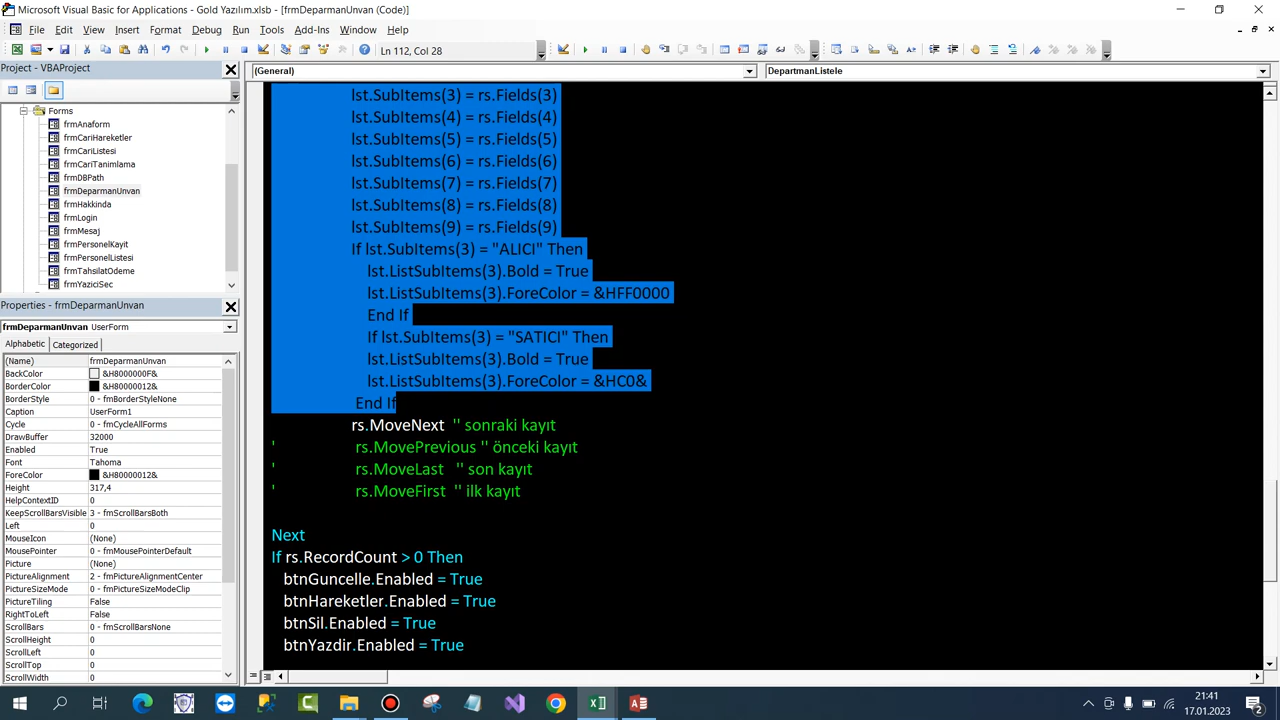 Microsoft Visual Basic for Applications - Gold Yazılım.xlsb - [frmDeparmanUnvan (Code)]
File Edit View Insert Format Debug Run Tools Add-Ins Window Help
Ln 112, Col 28
Project - VBAProject
(General)
DepartmanListele
Forms
frmAnaform
frmCariHareketler
frmCariListesi
frmCariTanimlama
frmDBPath
frmDeparmanUnvan
frmHakkinda
frmLogin
frmMesaj
frmPersonelKayit
frmPersonelListesi
frmTahsilatOdeme
frmYaziciSec
Properties - frmDeparmanUnvan
frmDeparmanUnvan UserForm
Alphabetic Categorized
(Name) frmDeparmanUnvan
BackColor &H8000000F&
BorderColor &H80000012&
BorderStyle 0 - fmBorderStyleNone
Caption UserForm1
Cycle 0 - fmCycleAllForms
DrawBuffer 32000
Enabled True
Font Tahoma
ForeColor &H80000012&
Height 317,4
HelpContextID 0
KeepScrollBarsVisible 3 - fmScrollBarsBoth
Left 0
MouseIcon (None)
MousePointer 0 - fmMousePointerDefault
Picture (None)
PictureAlignment 2 - fmPictureAlignmentCenter
PictureSizeMode 0 - fmPictureSizeModeClip
PictureTiling False
RightToLeft False
ScrollBars 0 - fmScrollBarsNone
ScrollHeight 0
ScrollLeft 0
ScrollTop 0
ScrollWidth 0
lst.SubItems(3) = rs.Fields(3)
lst.SubItems(4) = rs.Fields(4)
lst.SubItems(5) = rs.Fields(5)
lst.SubItems(6) = rs.Fields(6)
lst.SubItems(7) = rs.Fields(7)
lst.SubItems(8) = rs.Fields(8)
lst.SubItems(9) = rs.Fields(9)
If lst.SubItems(3) = "ALICI" Then
lst.ListSubItems(3).Bold = True
lst.ListSubItems(3).ForeColor = &HFF0000
End If
If lst.SubItems(3) = "SATICI" Then
lst.ListSubItems(3).Bold = True
lst.ListSubItems(3).ForeColor = &HC0&
End If
rs.MoveNext '' sonraki kayıt
' rs.MovePrevious '' önceki kayıt
' rs.MoveLast '' son kayıt
' rs.MoveFirst '' ilk kayıt
Next
If rs.RecordCount > 0 Then
btnGuncelle.Enabled = True
btnHareketler.Enabled = True
btnSil.Enabled = True
btnYazdir.Enabled = True
21:41
17.01.2023
2